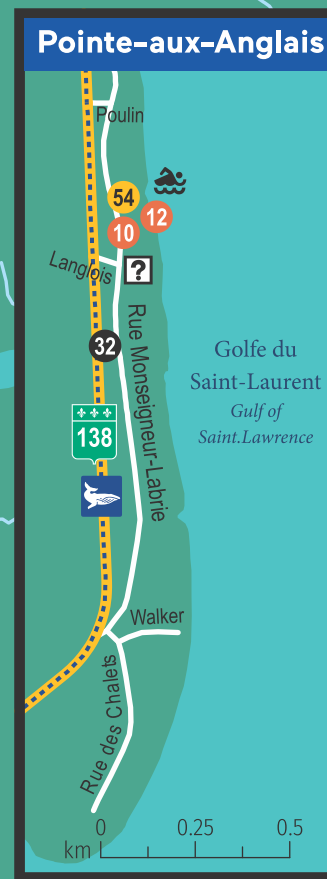 Pointe-aux-Anglais
Poulin
54
12
10
Langlois
?
32
Rue Monseigneur-Labrie
Golfe du
Saint-Laurent
Gulf of
Saint.Lawrence
138
Walker
Rue des Chalets
0 0.25 0.5
km